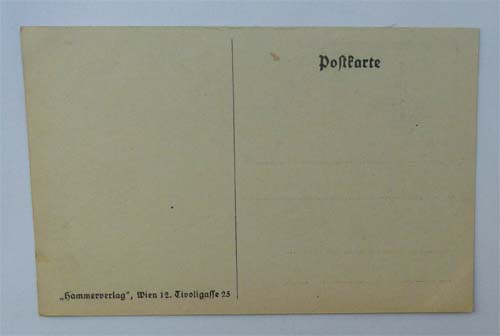 Postkarte
„Hammerverlag", Wien 12. Tivoligasse 25